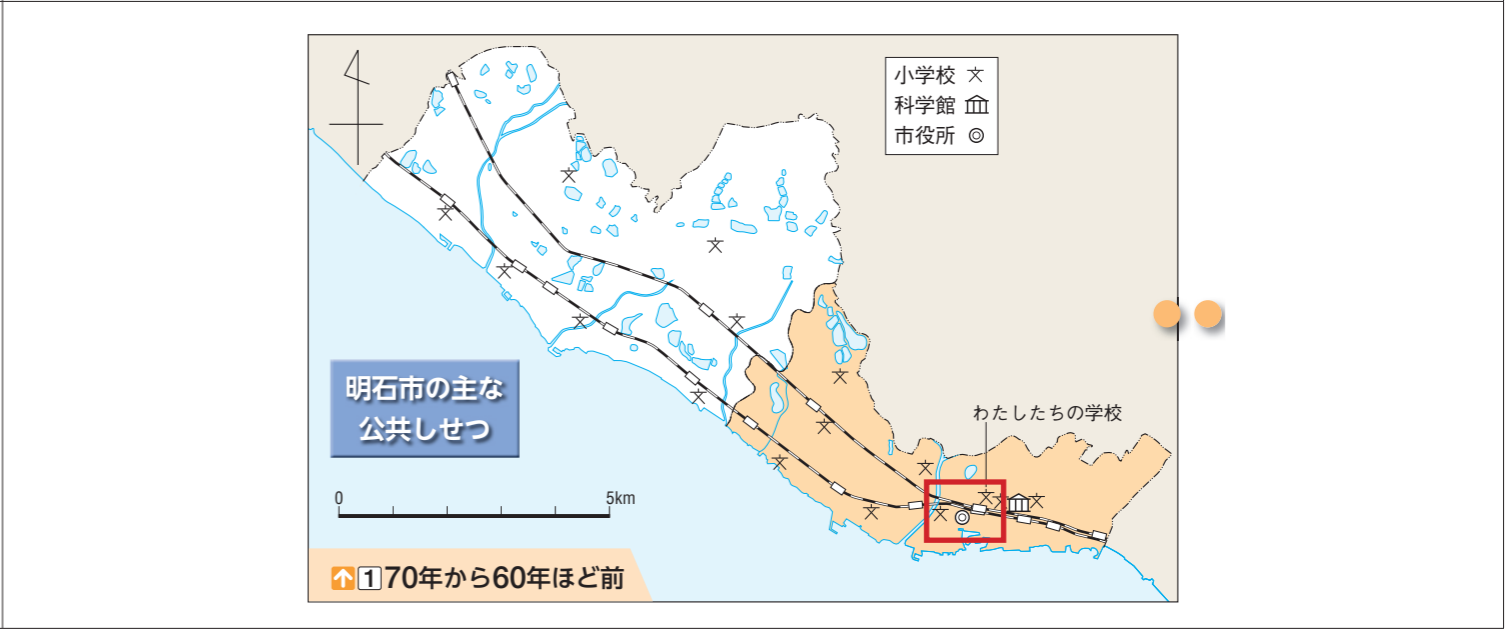 小学校
科学館
市役所
わたしたちの学校
明石市の主な
公共しせつ
0 5km
1 70年から60年ほど前